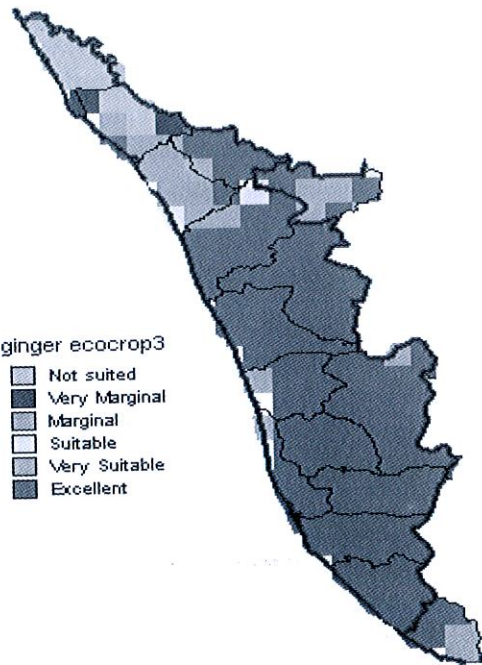 ginger ecocrop3
Not suited
Very Marginal
Marginal
Suitable
Very Suitable
Excellent